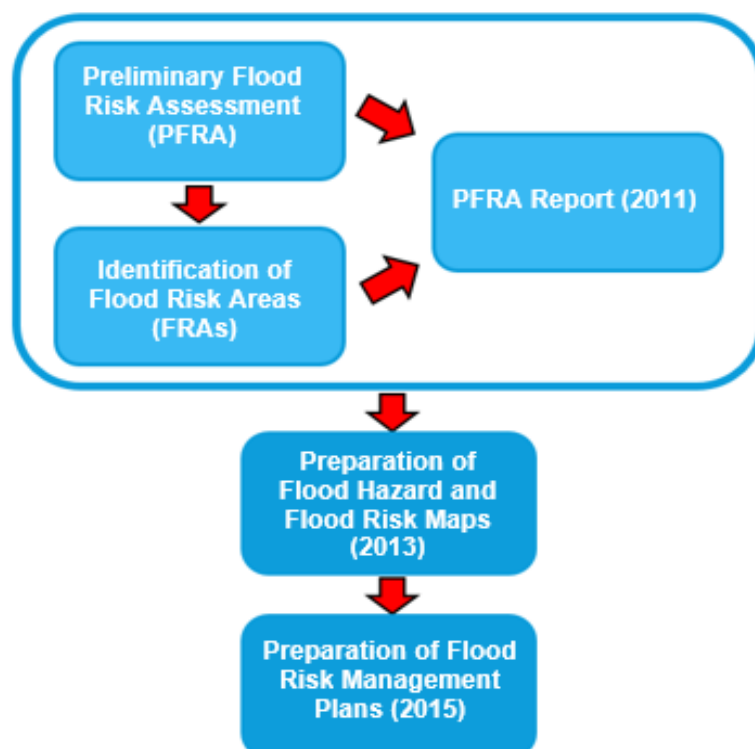 Preliminary Flood
Risk Assessment
(PFRA)
PFRA Report (2011)
Identification of
Flood Risk Areas
(FRAs)
Preparation of
Flood Hazard and
Flood Risk Maps
(2013)
Preparation of Flood
Risk Management
Plans (2015)